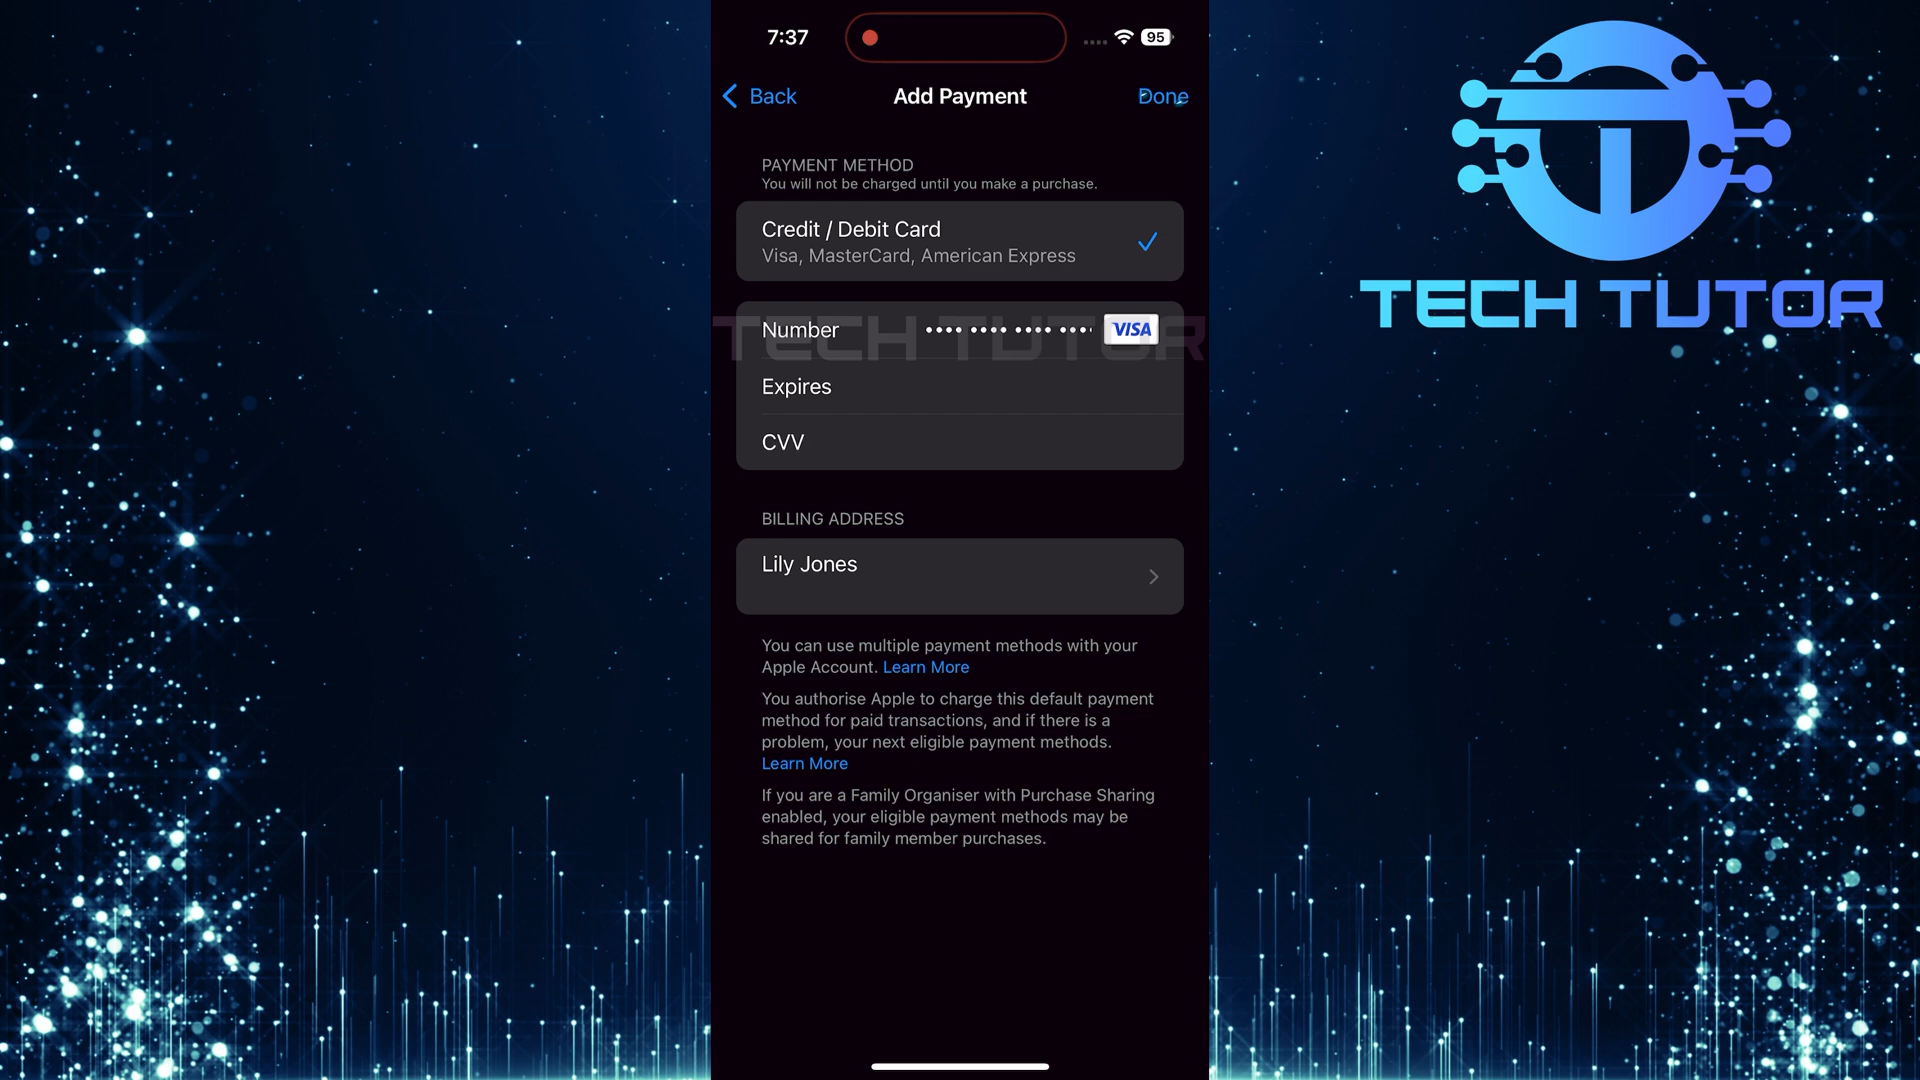 7:37
95
Back
Add Payment
Done
PAYMENT METHOD
You will not be charged until you make a purchase.
Credit / Debit Card
Visa, MasterCard, American Express
Number •••• •••• •••• •••• VISA
TECH TUTOR
Expires
CVV
BILLING ADDRESS
Lily Jones
You can use multiple payment methods with your
Apple Account. Learn More
You authorise Apple to charge this default payment
method for paid transactions, and if there is a
problem, your next eligible payment methods.
Learn More
If you are a Family Organiser with Purchase Sharing
enabled, your eligible payment methods may be
shared for family member purchases.
TECH TUTOR